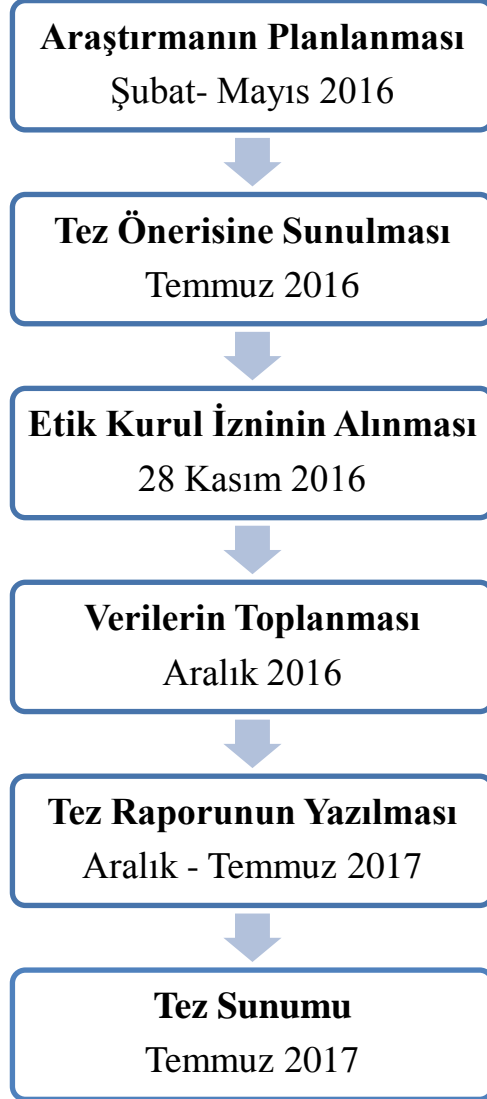 Araştırmanın Planlanması
Şubat- Mayıs 2016
Tez Önerisine Sunulması
Temmuz 2016
Etik Kurul İzninin Alınması
28 Kasım 2016
Verilerin Toplanması
Aralık 2016
Tez Raporunun Yazılması
Aralık - Temmuz 2017
Tez Sunumu
Temmuz 2017